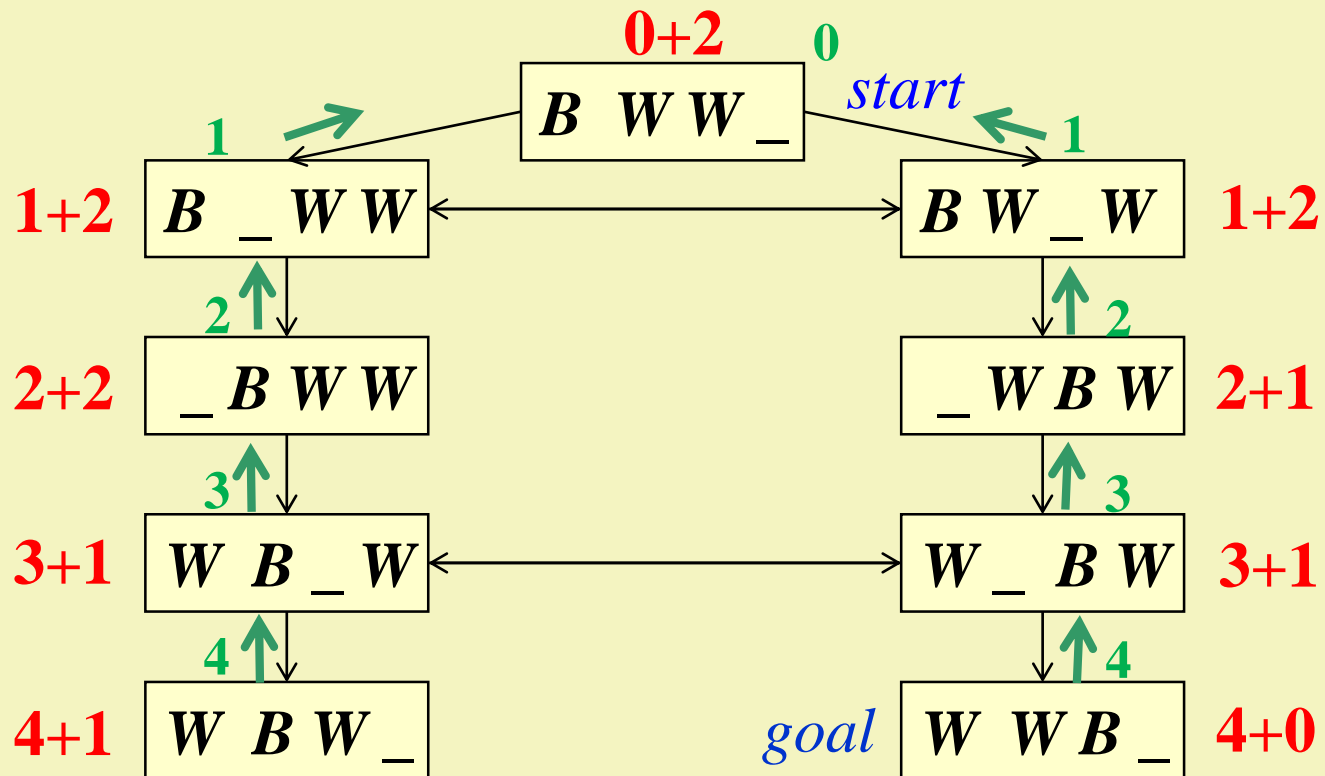 0+2 0
B W W _ start
1 1
1+2 B _ W W B W _ W 1+2
2 2
2+2 _ B W W _ W B W 2+1
3 3
3+1 W B _ W W _ B W 3+1
4 4
4+1 W B W _ goal W W B _ 4+0